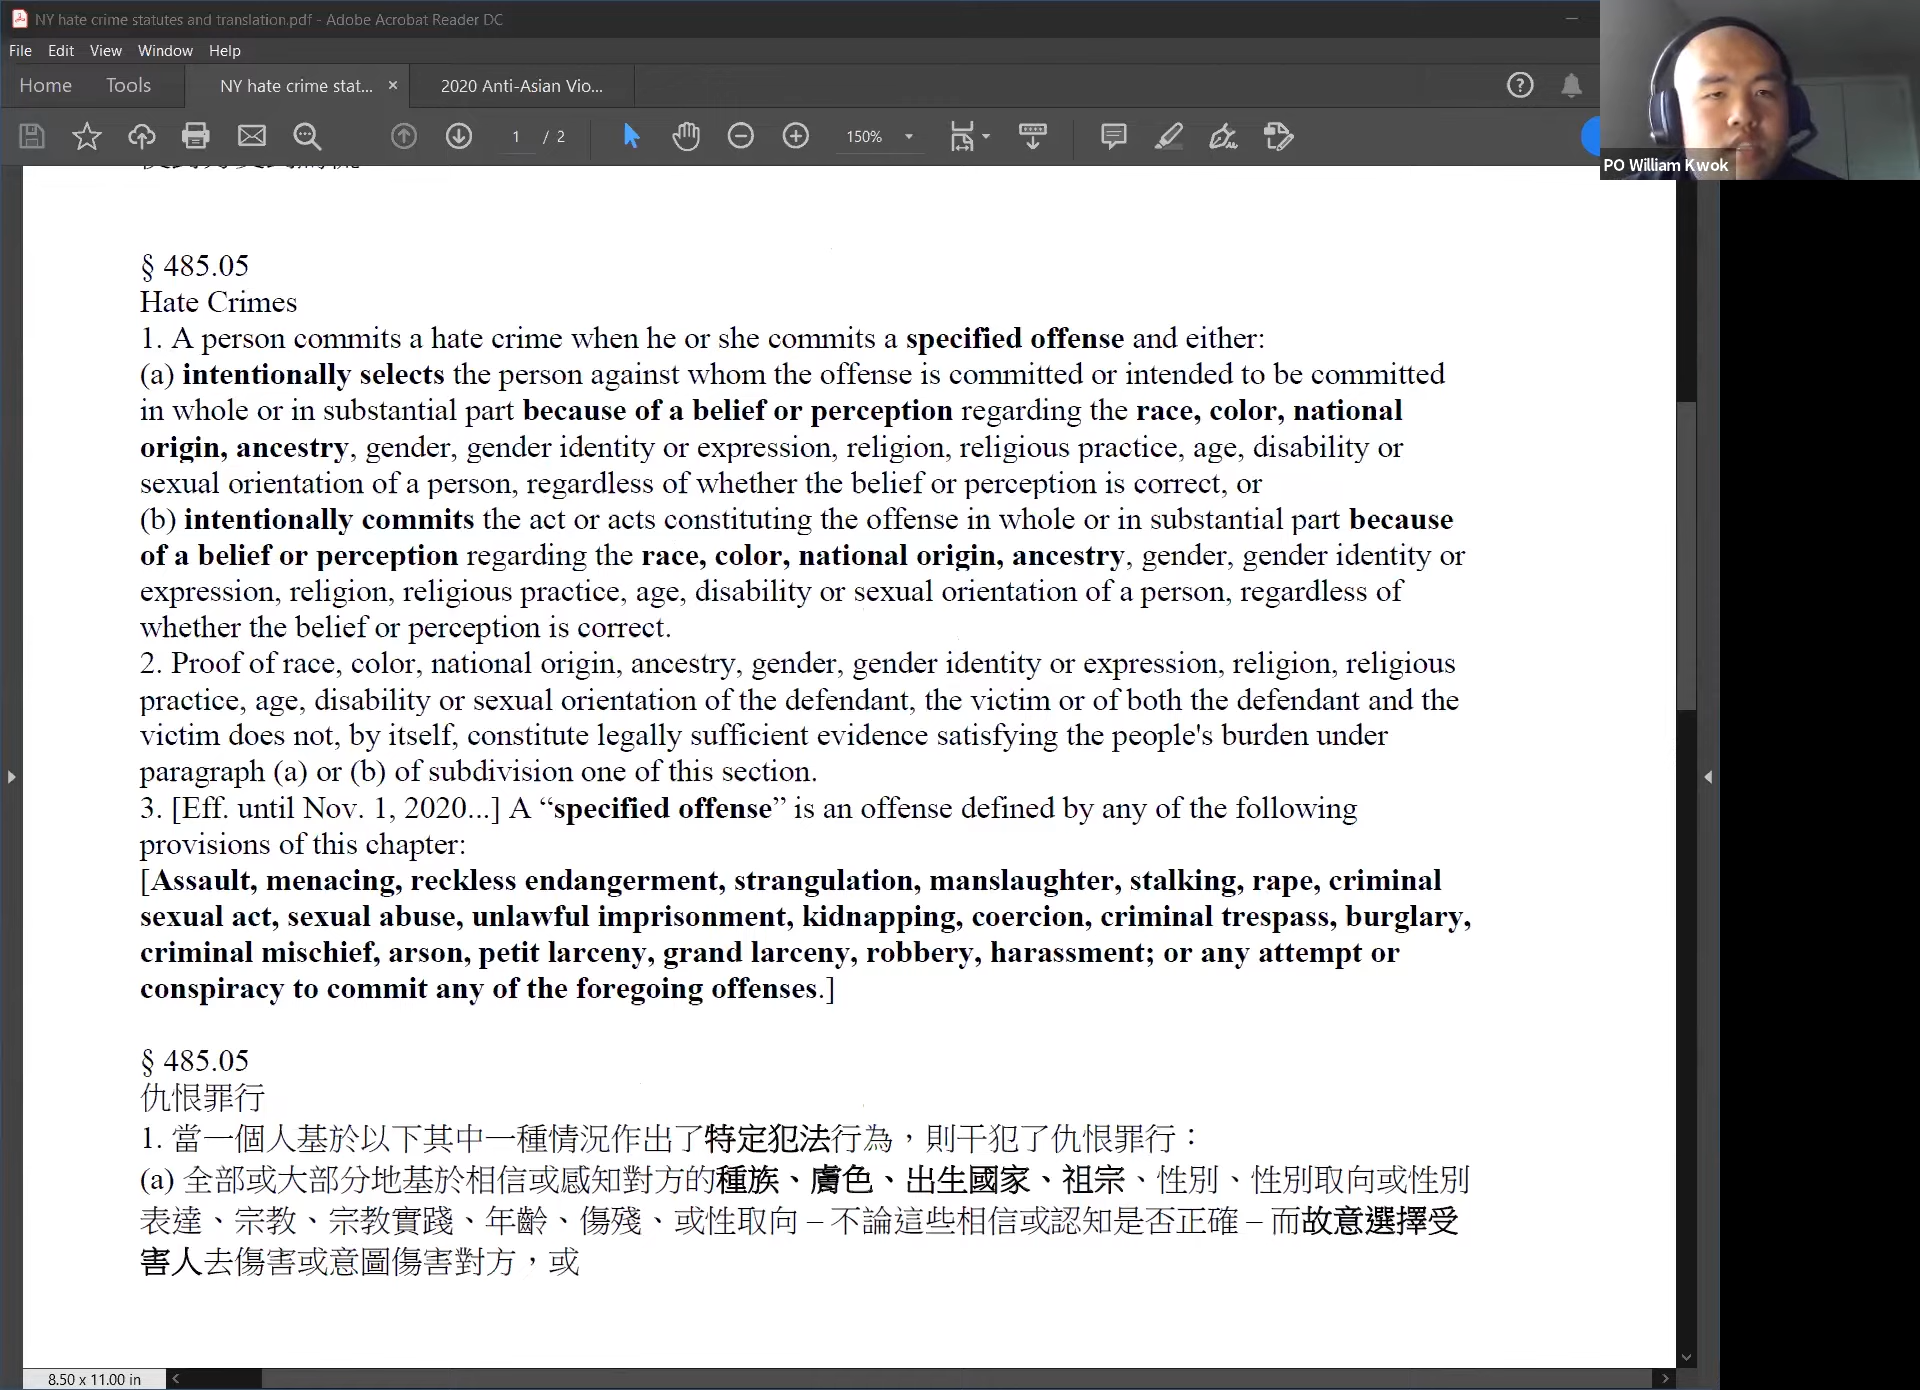 NY hate crime statutes and translation.pdf - Adobe Acrobat Reader DC
File Edit View Window Help
Home Tools NY hate crime stat... × 2020 Anti-Asian Vio...
1 / 2 150%
PO William Kwok
§ 485.05
Hate Crimes
1. A person commits a hate crime when he or she commits a specified offense and either:
(a) intentionally selects the person against whom the offense is committed or intended to be committed
in whole or in substantial part because of a belief or perception regarding the race, color, national
origin, ancestry, gender, gender identity or expression, religion, religious practice, age, disability or
sexual orientation of a person, regardless of whether the belief or perception is correct, or
(b) intentionally commits the act or acts constituting the offense in whole or in substantial part because
of a belief or perception regarding the race, color, national origin, ancestry, gender, gender identity or
expression, religion, religious practice, age, disability or sexual orientation of a person, regardless of
whether the belief or perception is correct.
2. Proof of race, color, national origin, ancestry, gender, gender identity or expression, religion, religious
practice, age, disability or sexual orientation of the defendant, the victim or of both the defendant and the
victim does not, by itself, constitute legally sufficient evidence satisfying the people's burden under
paragraph (a) or (b) of subdivision one of this section.
3. [Eff. until Nov. 1, 2020...] A “specified offense” is an offense defined by any of the following
provisions of this chapter:
[Assault, menacing, reckless endangerment, strangulation, manslaughter, stalking, rape, criminal
sexual act, sexual abuse, unlawful imprisonment, kidnapping, coercion, criminal trespass, burglary,
criminal mischief, arson, petit larceny, grand larceny, robbery, harassment; or any attempt or
conspiracy to commit any of the foregoing offenses.]
§ 485.05
仇恨罪行
1. 當一個人基於以下其中一種情況作出了特定犯法行為，則干犯了仇恨罪行：
(a) 全部或大部分地基於相信或感知對方的種族、膚色、出生國家、祖宗、性別、性別取向或性別
表達、宗教、宗教實踐、年齡、傷殘、或性取向 – 不論這些相信或認知是否正確 – 而故意選擇受
害人去傷害或意圖傷害對方，或
8.50 x 11.00 in